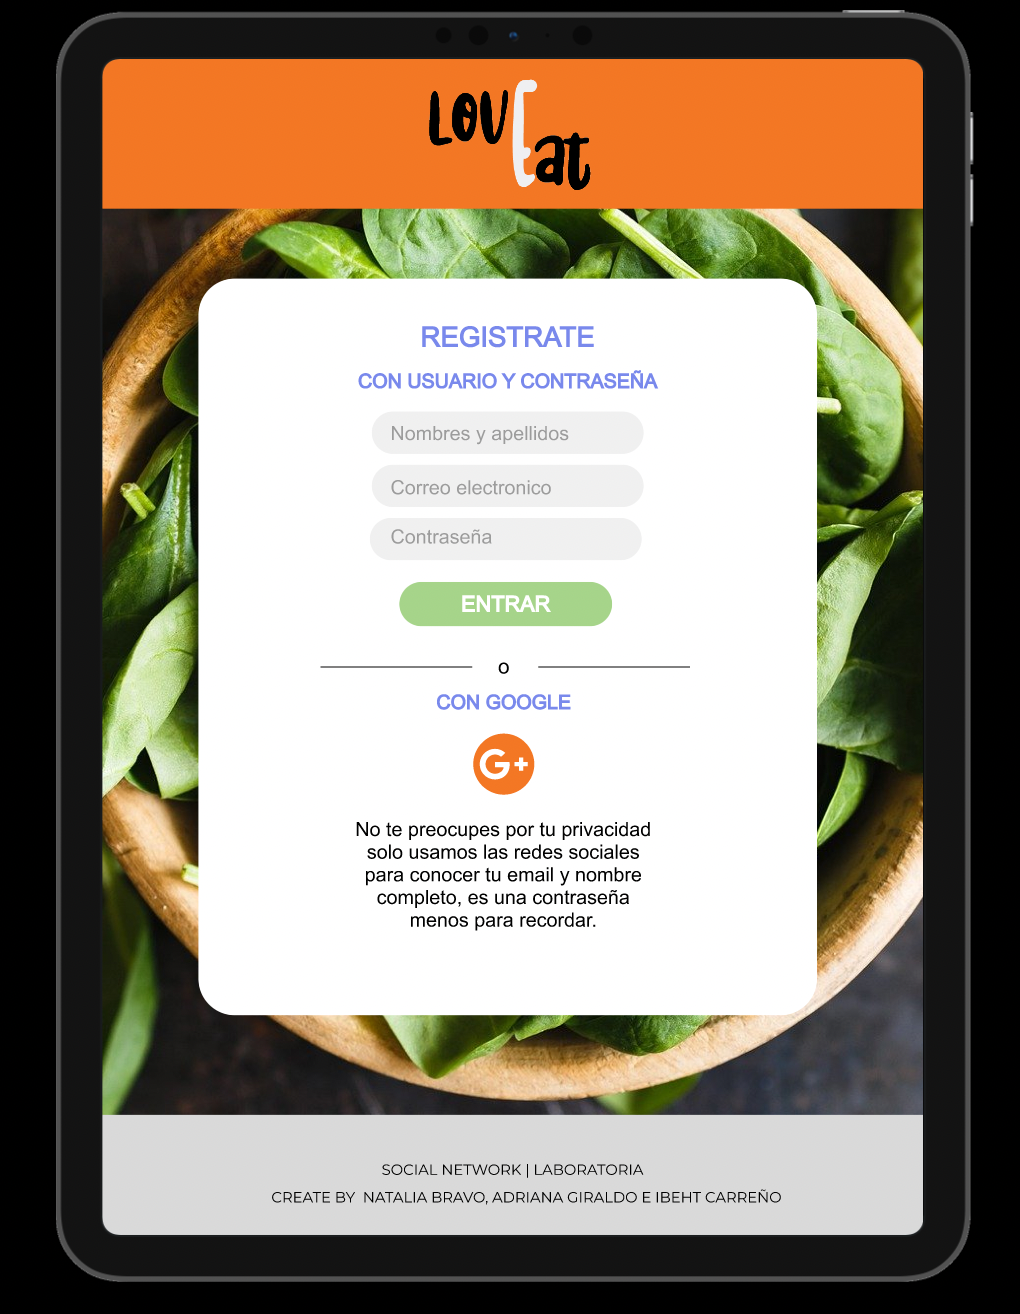 LOVEat
REGISTRATE
CON USUARIO Y CONTRASEÑA
Nombres y apellidos
Correo electronico
Contraseña
ENTRAR
o
CON GOOGLE
G+
No te preocupes por tu privacidad
solo usamos las redes sociales
para conocer tu email y nombre
completo, es una contraseña
menos para recordar.
SOCIAL NETWORK | LABORATORIA
CREATE BY NATALIA BRAVO, ADRIANA GIRALDO E IBEHT CARREÑO